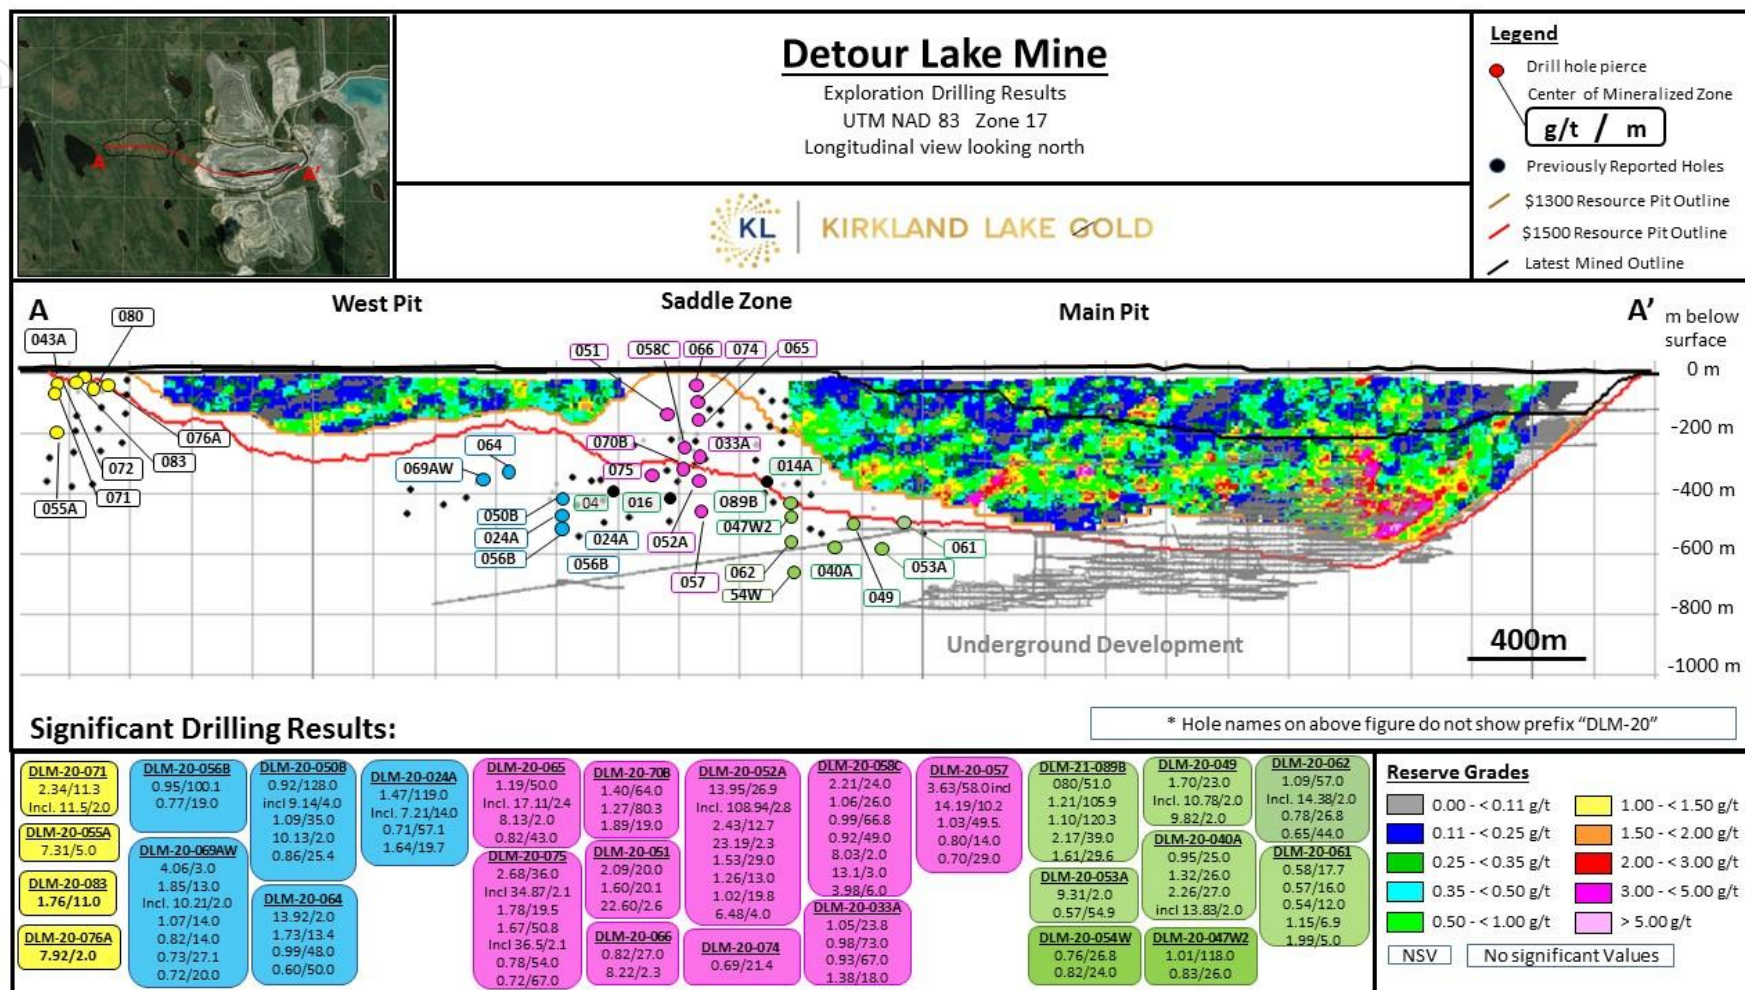 A
A'
Detour Lake Mine
Exploration Drilling Results
UTM NAD 83 Zone 17
Longitudinal view looking north
KL
KIRKLAND LAKE GOLD
Legend
Drill hole pierce
Center of Mineralized Zone
g/t / m
Previously Reported Holes
$1300 Resource Pit Outline
$1500 Resource Pit Outline
Latest Mined Outline
A
West Pit
Saddle Zone
Main Pit
A'
m below
surface
0 m
-200 m
-400 m
-600 m
-800 m
-1000 m
080
043A
076A
072
083
071
055A
051
058C
066
074
065
064
069AW
070B
033A
075
014A
04
016
089B
050B
047W2
024A
024A
052A
056B
056B
061
062
040A
053A
057
54W
049
Underground Development
400m
Significant Drilling Results:
* Hole names on above figure do not show prefix "DLM-20"
DLM-20-071
2.34/11.3
Incl. 11.5/2.0
DLM-20-055A
7.31/5.0
DLM-20-083
1.76/11.0
DLM-20-076A
7.92/2.0
DLM-20-056B
0.95/100.1
0.77/19.0
DLM-20-069AW
4.06/3.0
1.85/13.0
Incl. 10.21/2.0
1.07/14.0
0.82/14.0
0.73/27.1
0.72/20.0
DLM-20-050B
0.92/128.0
incl 9.14/4.0
1.09/35.0
10.13/2.0
0.86/25.4
DLM-20-064
13.92/2.0
1.73/13.4
0.99/48.0
0.60/50.0
DLM-20-024A
1.47/119.0
Incl. 7.21/14.0
0.71/57.1
1.64/19.7
DLM-20-065
1.19/50.0
Incl. 17.11/2.4
8.13/2.0
0.82/43.0
DLM-20-075
2.68/36.0
Incl 34.87/2.1
1.78/19.5
1.67/50.8
Incl 36.5/2.1
0.78/54.0
0.72/67.0
DLM-20-70B
1.40/64.0
1.27/80.3
1.89/19.0
DLM-20-051
2.09/20.0
1.60/20.1
22.60/2.6
DLM-20-066
0.82/27.0
8.22/2.3
DLM-20-052A
13.95/26.9
Incl. 108.94/2.8
2.43/12.7
23.19/2.3
1.53/29.0
1.26/13.0
1.02/19.8
6.48/4.0
DLM-20-074
0.69/21.4
DLM-20-058C
2.21/24.0
1.06/26.0
0.99/66.8
0.92/49.0
8.03/2.0
13.1/3.0
3.98/6.0
DLM-20-033A
1.05/23.8
0.98/73.0
0.93/67.0
1.38/18.0
DLM-20-057
3.63/58.0 incl
14.19/10.2
1.03/49.5.
0.80/14.0
0.70/29.0
DLM-21-089B
080/51.0
1.21/105.9
1.10/120.3
2.17/39.0
1.61/29.6
DLM-20-053A
9.31/2.0
0.57/54.9
DLM-20-054W
0.76/26.8
0.82/24.0
DLM-20-049
1.70/23.0
Incl. 10.78/2.0
9.82/2.0
DLM-20-040A
0.95/25.0
1.32/26.0
2.26/27.0
incl 13.83/2.0
DLM-20-047W2
1.01/118.0
0.83/26.0
DLM-20-062
1.09/57.0
Incl. 14.38/2.0
0.78/26.8
0.65/44.0
DLM-20-061
0.58/17.7
0.57/16.0
0.54/12.0
1.15/6.9
1.99/5.0
Reserve Grades
0.00 - < 0.11 g/t
0.11 - < 0.25 g/t
0.25 - < 0.35 g/t
0.35 - < 0.50 g/t
0.50 - < 1.00 g/t
1.00 - < 1.50 g/t
1.50 - < 2.00 g/t
2.00 - < 3.00 g/t
3.00 - < 5.00 g/t
> 5.00 g/t
NSV
No significant Values